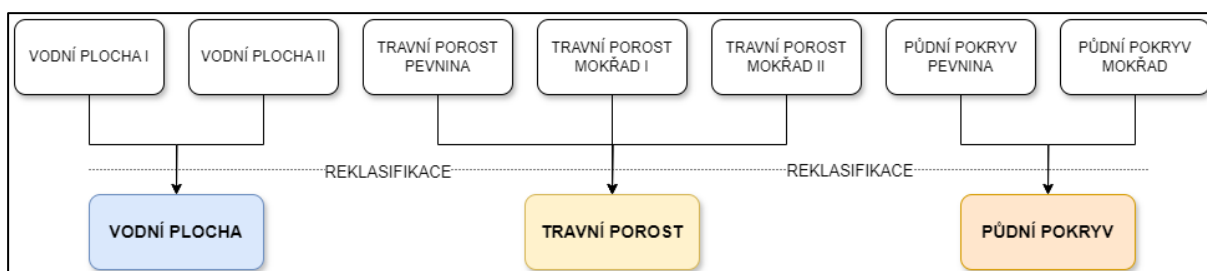 VODNÍ PLOCHA I
VODNÍ PLOCHA II
TRAVNÍ POROST
PEVNINA
TRAVNÍ POROST
MOKŘAD I
TRAVNÍ POROST
MOKŘAD II
PŮDNÍ POKRYV
PEVNINA
PŮDNÍ POKRYV
MOKŘAD
REKLASIFIKACE
REKLASIFIKACE
VODNÍ PLOCHA
TRAVNÍ POROST
PŮDNÍ POKRYV